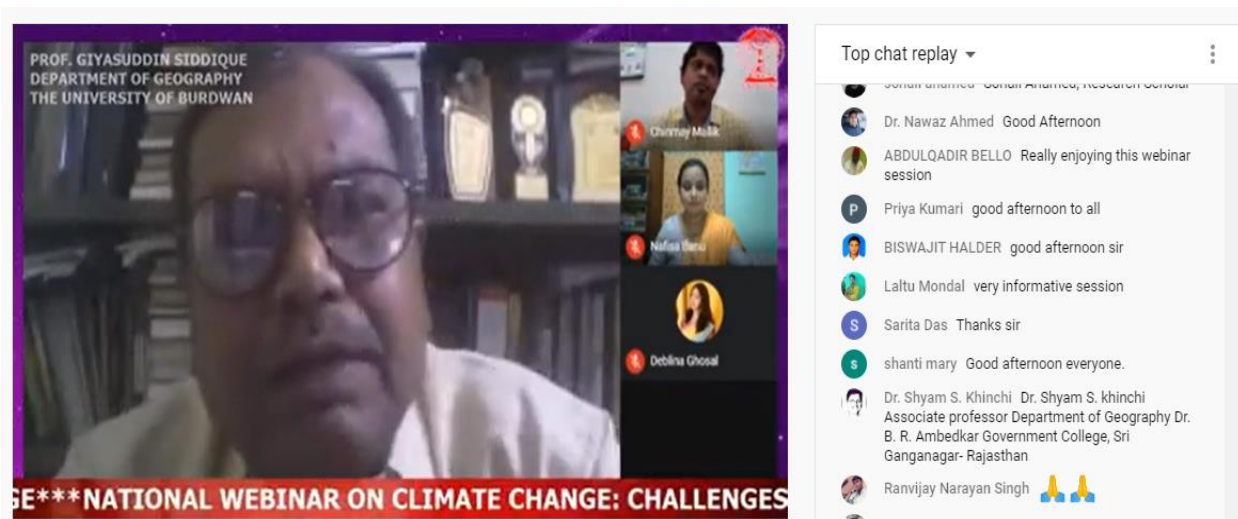 PROF. GIYASUDDIN SIDDIQUE
DEPARTMENT OF GEOGRAPHY
THE UNIVERSITY OF BURDWAN
Chinmay Mallik
Nafisa Banu
Deblina Ghosal
GE***NATIONAL WEBINAR ON CLIMATE CHANGE: CHALLENGES
Top chat replay
Dr. Nawaz Ahmed Good Afternoon
ABDULQADIR BELLO Really enjoying this webinar
session
P Priya Kumari good afternoon to all
BISWAJIT HALDER good afternoon sir
Laltu Mondal very informative session
S Sarita Das Thanks sir
s shanti mary Good afternoon everyone.
Dr. Shyam S. Khinchi Dr. Shyam S. khinchi
Associate professor Department of Geography Dr.
B. R. Ambedkar Government College, Sri
Ganganagar- Rajasthan
Ranvijay Narayan Singh 🙏 🙏